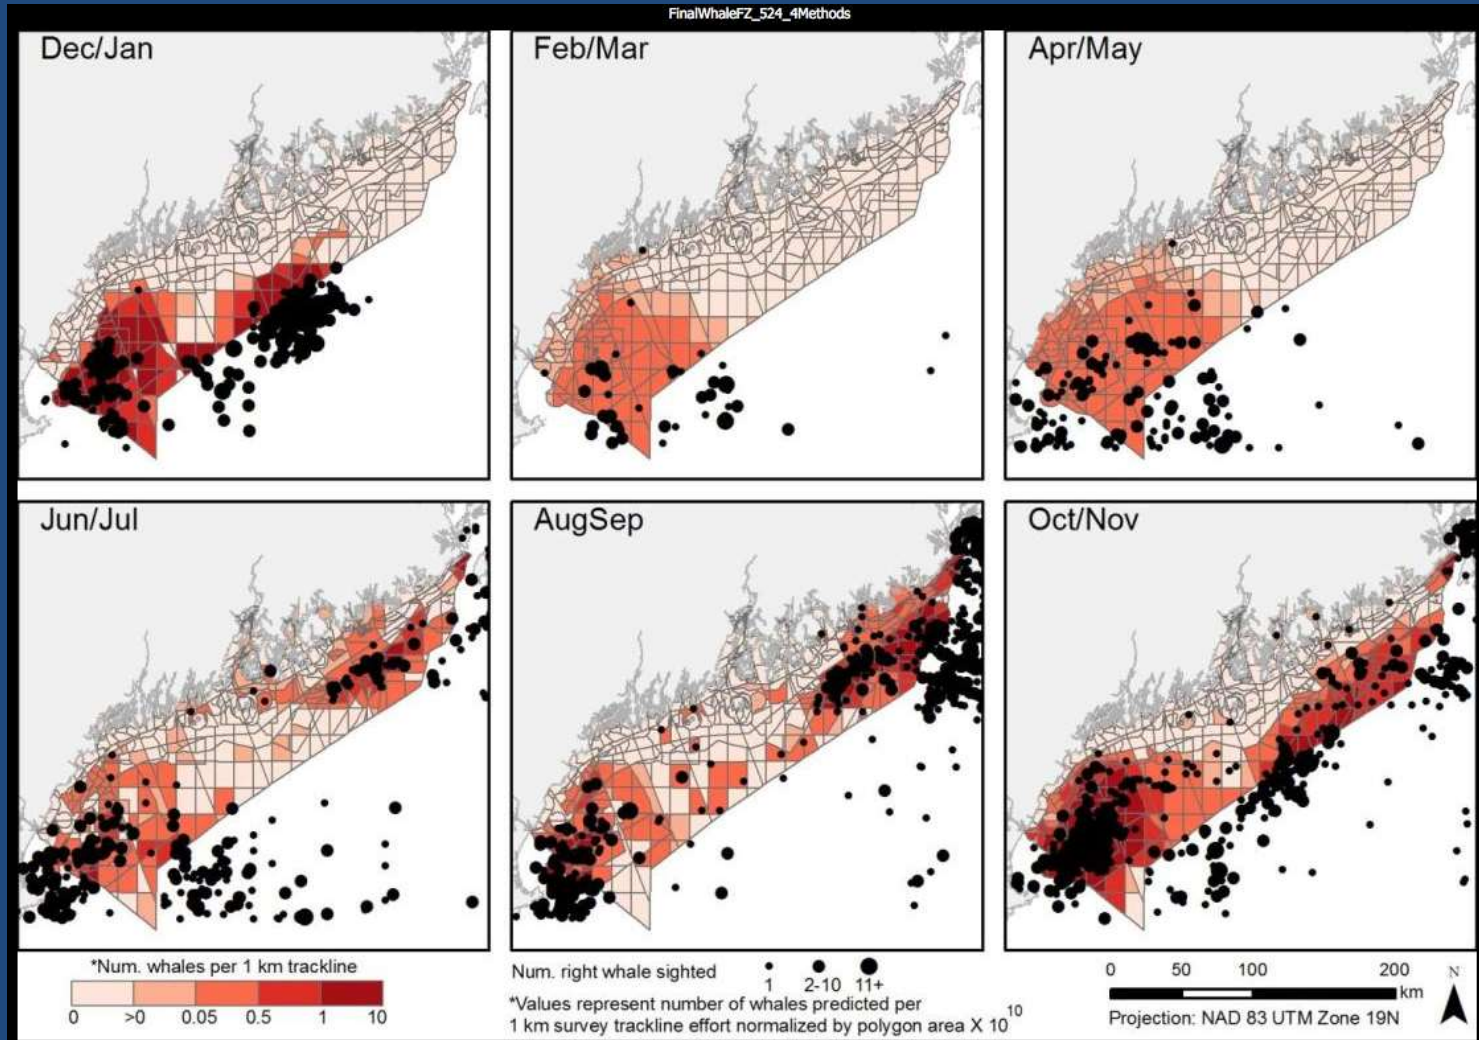 FinalWhaleFZ_524_4Methods
Dec/Jan
Feb/Mar
Apr/May
Jun/Jul
AugSep
Oct/Nov
*Num. whales per 1 km trackline
0 >0 0.05 0.5 1 10
Num. right whale sighted
1 2-10 11+
*Values represent number of whales predicted per
1 km survey trackline effort normalized by polygon area X 10^10
0 50 100 200
km
N
Projection: NAD 83 UTM Zone 19N